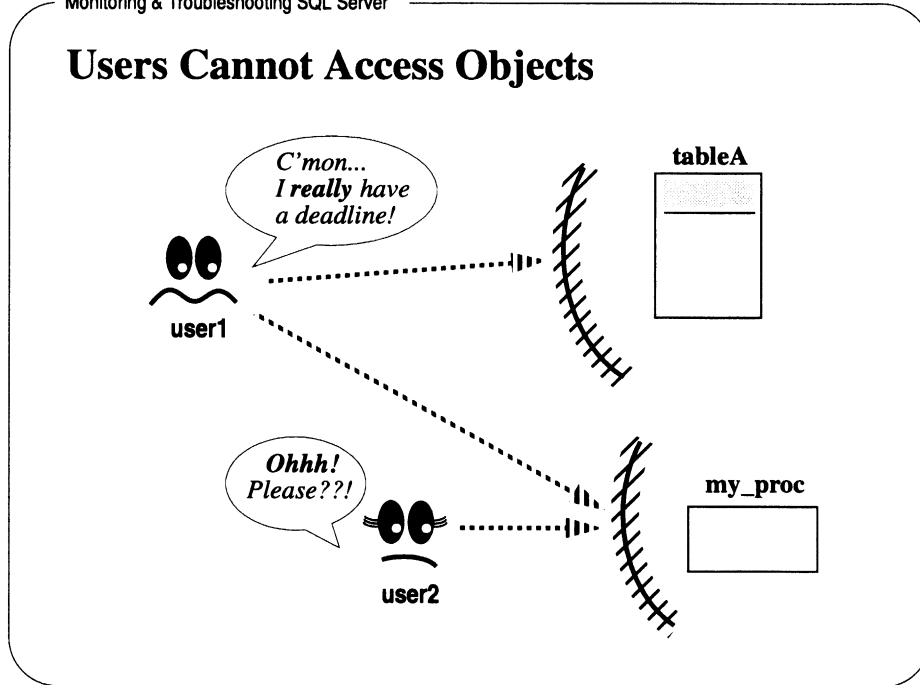 Monitoring & Troubleshooting SQL Server
Users Cannot Access Objects
C'mon...
I really have
a deadline!
user1
tableA
Ohhh!
Please??!
user2
my_proc